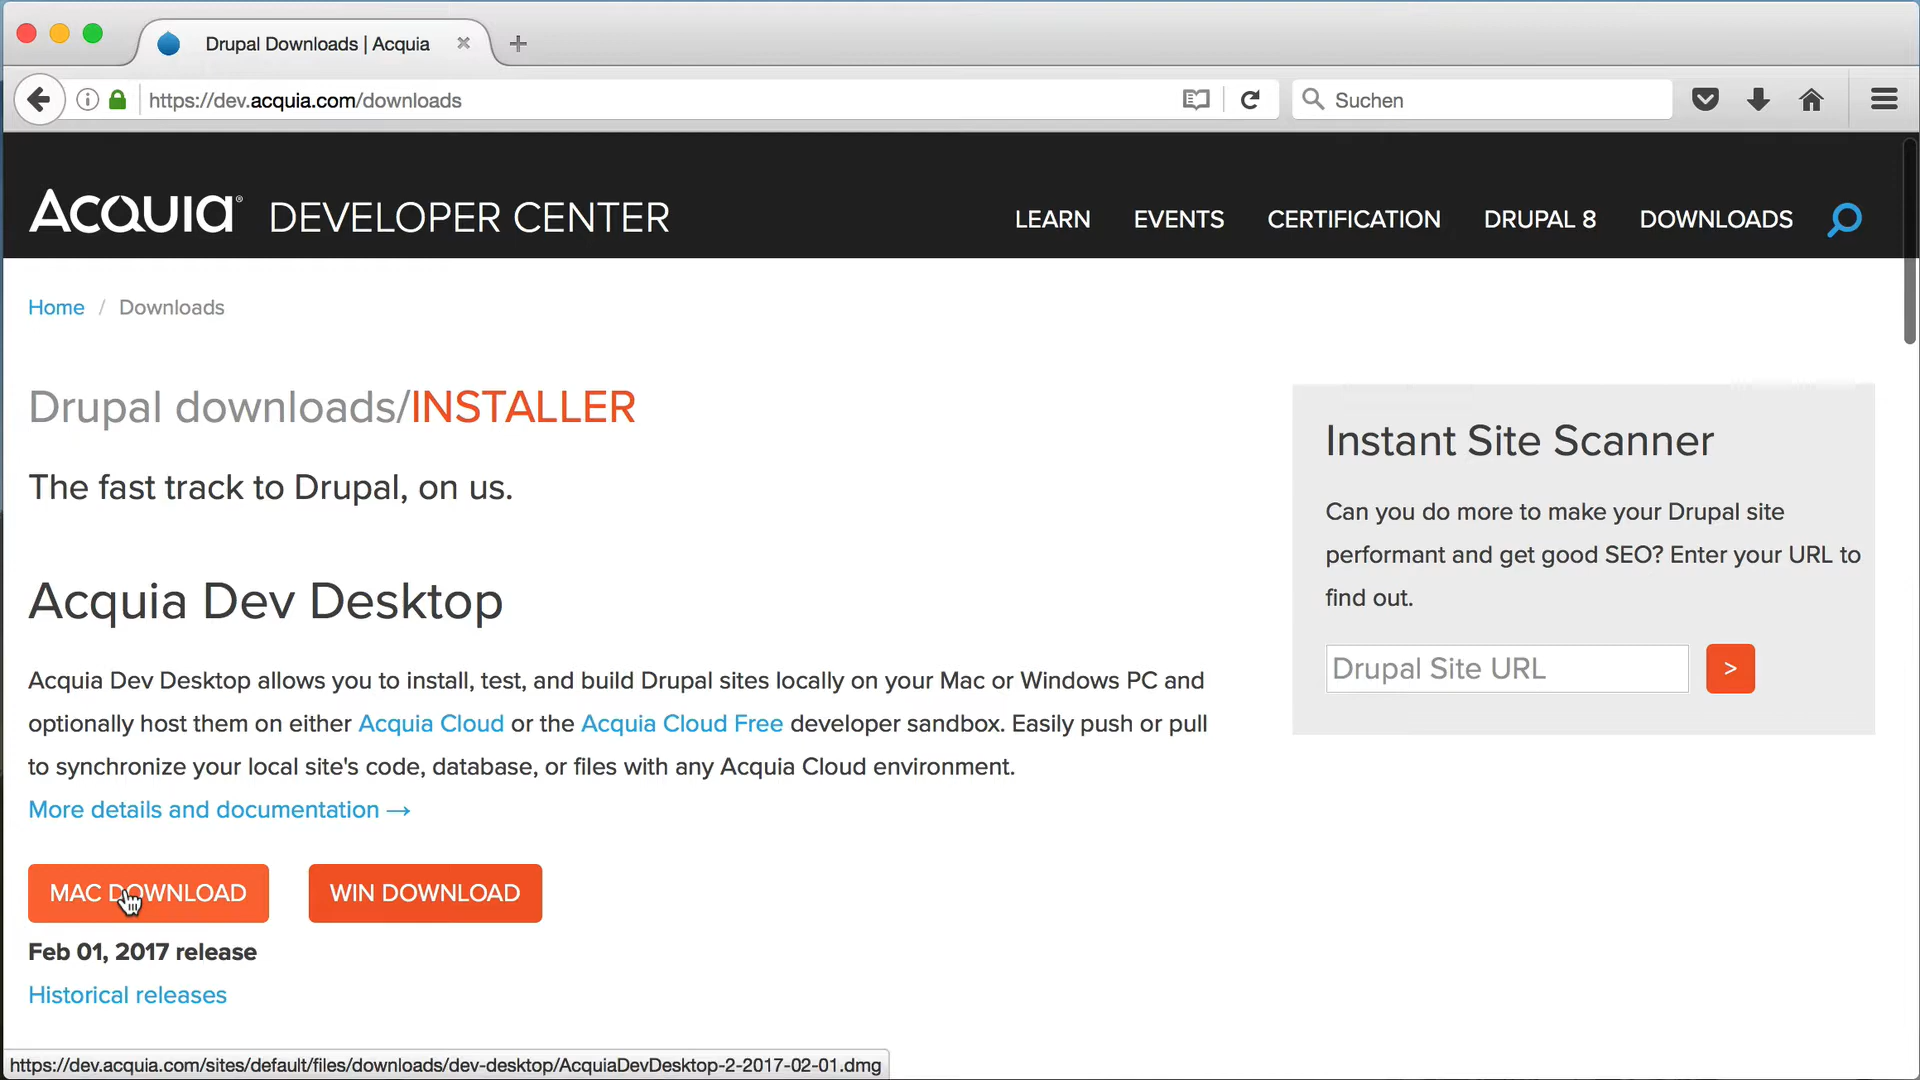 Drupal Downloads | Acquia
https://dev.acquia.com/downloads
Suchen
ACQUIA® DEVELOPER CENTER
LEARN EVENTS CERTIFICATION DRUPAL 8 DOWNLOADS
Home / Downloads
Drupal downloads/INSTALLER
The fast track to Drupal, on us.
Acquia Dev Desktop
Acquia Dev Desktop allows you to install, test, and build Drupal sites locally on your Mac or Windows PC and
optionally host them on either Acquia Cloud or the Acquia Cloud Free developer sandbox. Easily push or pull
to synchronize your local site's code, database, or files with any Acquia Cloud environment.
More details and documentation →
MAC DOWNLOAD
WIN DOWNLOAD
Feb 01, 2017 release
Historical releases
Instant Site Scanner
Can you do more to make your Drupal site
performant and get good SEO? Enter your URL to
find out.
Drupal Site URL
>
https://dev.acquia.com/sites/default/files/downloads/dev-desktop/AcquiaDevDesktop-2-2017-02-01.dmg